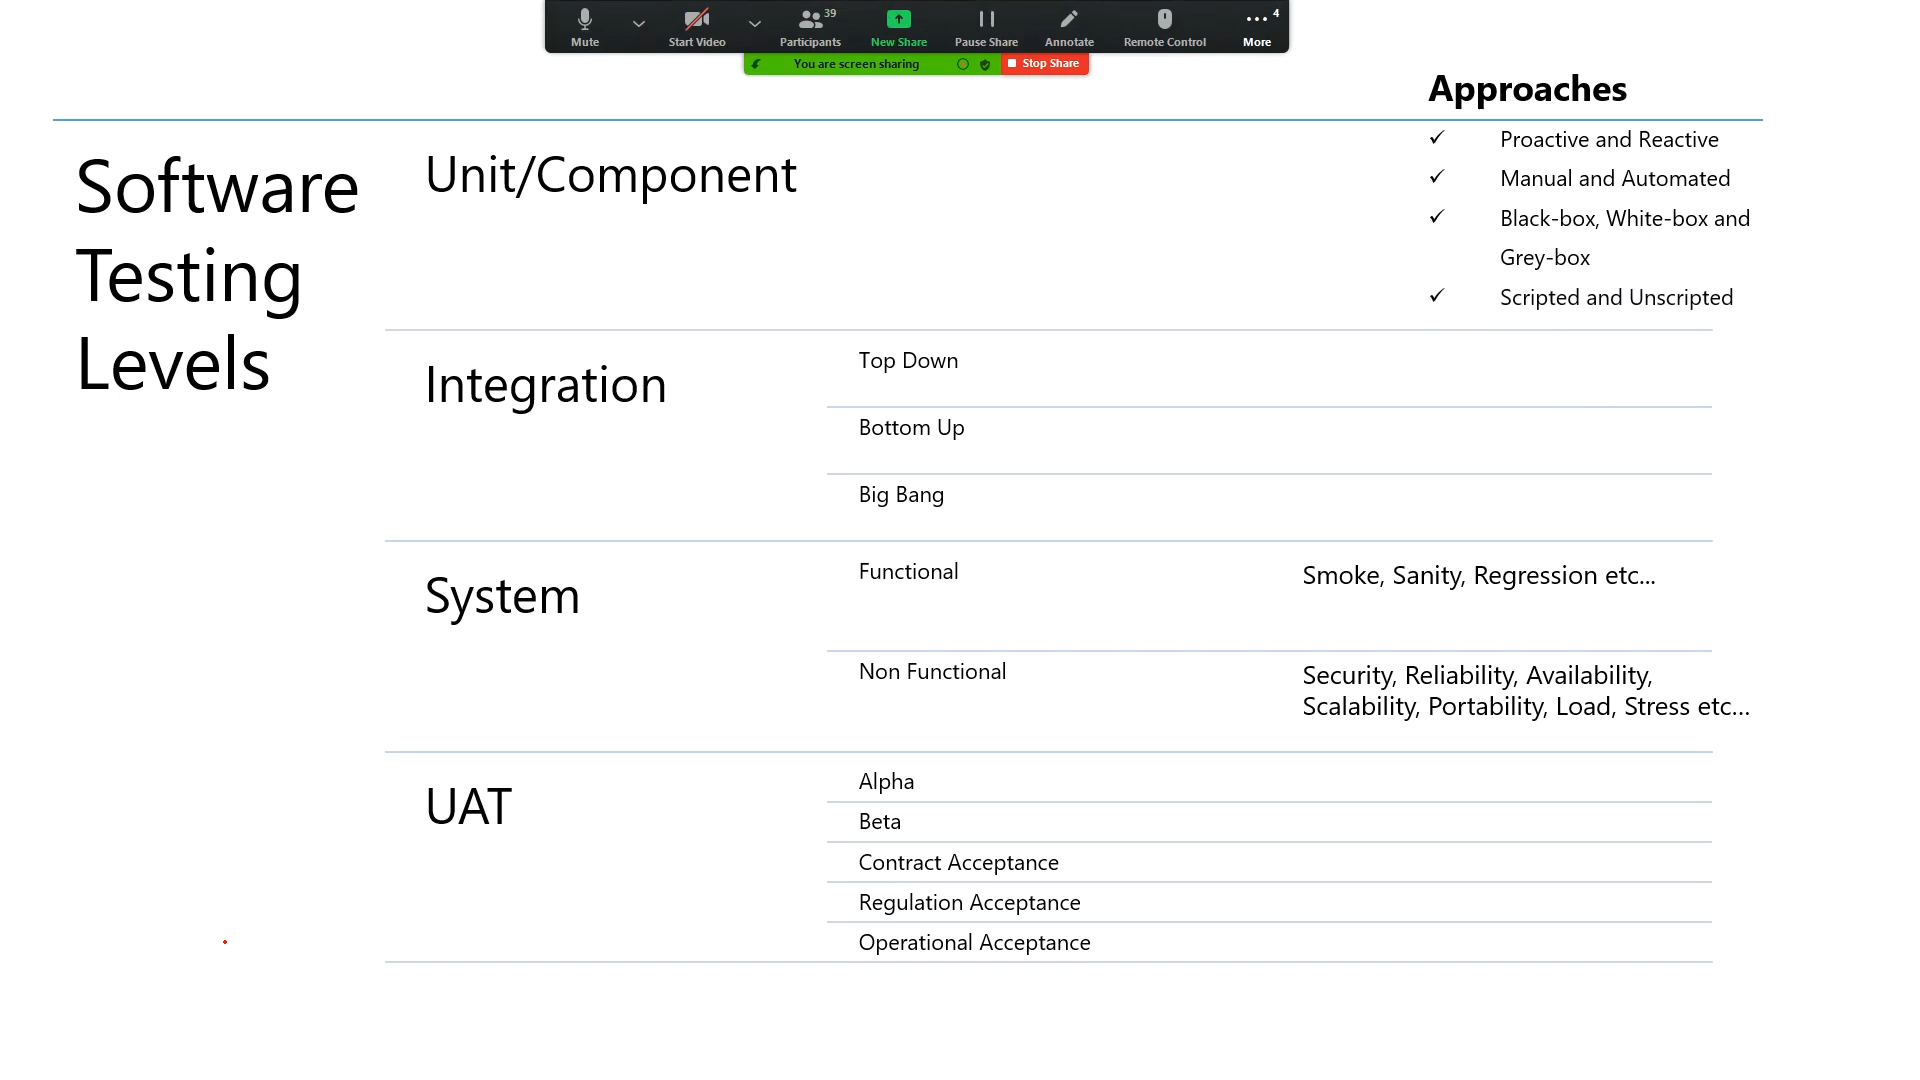 39
4
Mute
Start Video
Participants
New Share
Pause Share
Annotate
Remote Control
More
You are screen sharing
Stop Share
Approaches
Proactive and Reactive
Manual and Automated
Black-box, White-box and
Grey-box
Scripted and Unscripted
Software
Testing
Levels
Unit/Component
Integration
Top Down
Bottom Up
Big Bang
System
Functional
Smoke, Sanity, Regression etc...
Non Functional
Security, Reliability, Availability,
Scalability, Portability, Load, Stress etc...
UAT
Alpha
Beta
Contract Acceptance
Regulation Acceptance
Operational Acceptance